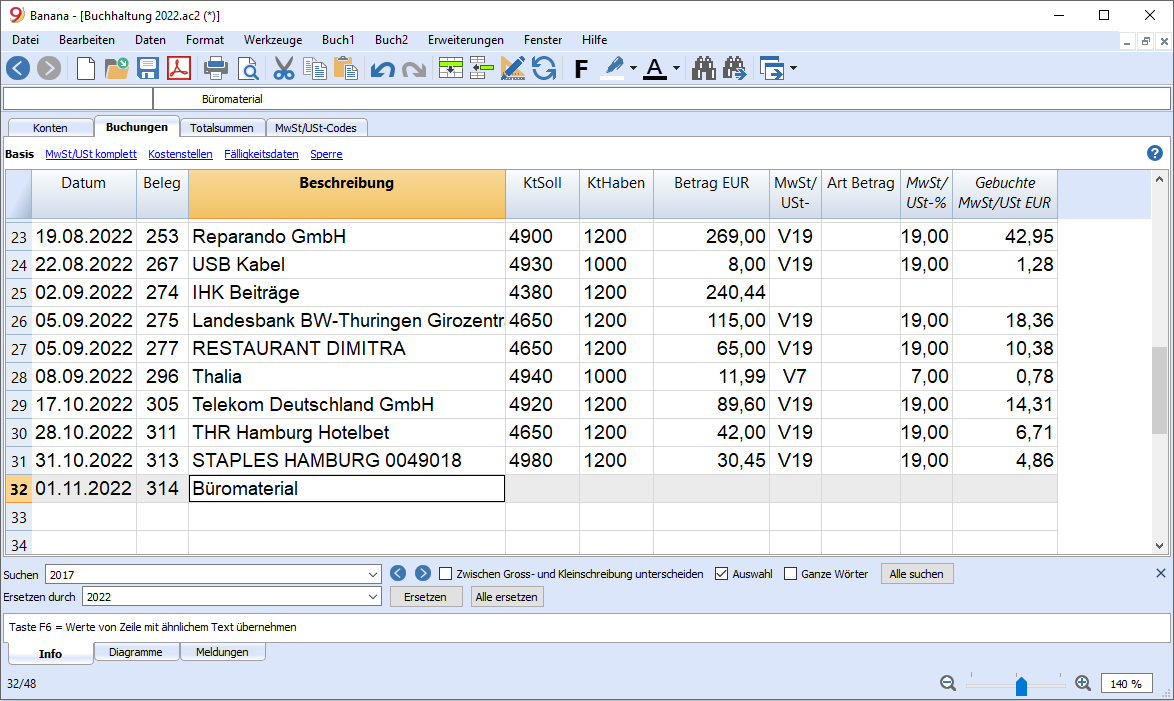 Banana - [Buchhaltung 2022.ac2 (*)]
Datei Bearbeiten Daten Format Werkzeuge Buch1 Buch2 Erweiterungen Fenster Hilfe
F A
Büromaterial
Konten Buchungen Totalsummen MwSt/USt-Codes
Basis MwSt/USt komplett Kostenstellen Fälligkeitsdaten Sperre
Datum Beleg Beschreibung KtSoll KtHaben Betrag EUR MwSt/ Art Betrag MwSt/ Gebuchte
USt- USt-% MwSt/USt EUR
23 19.08.2022 253 Reparando GmbH 4900 1200 269,00 V19 19,00 42,95
24 22.08.2022 267 USB Kabel 4930 1000 8,00 V19 19,00 1,28
25 02.09.2022 274 IHK Beiträge 4380 1200 240,44
26 05.09.2022 275 Landesbank BW-Thuringen Girozentr 4650 1200 115,00 V19 19,00 18,36
27 05.09.2022 277 RESTAURANT DIMITRA 4650 1200 65,00 V19 19,00 10,38
28 08.09.2022 296 Thalia 4940 1000 11,99 V7 7,00 0,78
29 17.10.2022 305 Telekom Deutschland GmbH 4920 1200 89,60 V19 19,00 14,31
30 28.10.2022 311 THR Hamburg Hotelbet 4650 1200 42,00 V19 19,00 6,71
31 31.10.2022 313 STAPLES HAMBURG 0049018 4980 1200 30,45 V19 19,00 4,86
32 01.11.2022 314 Büromaterial
33
34
Suchen 2017 Zwischen Gross- und Kleinschreibung unterscheiden Auswahl Ganze Wörter Alle suchen
Ersetzen durch 2022 Ersetzen Alle ersetzen
Taste F6 = Werte von Zeile mit ähnlichem Text übernehmen
Info Diagramme Meldungen
32/48 140 %